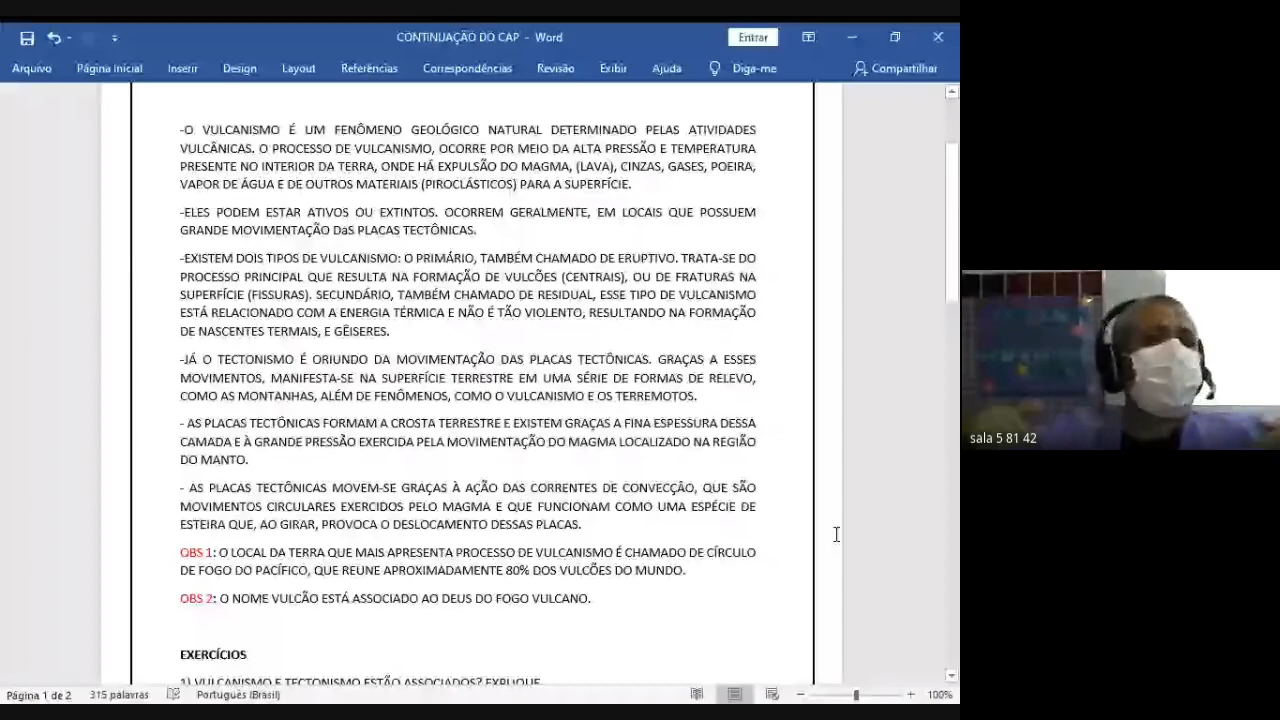 CONTINUAÇÃO DO CAP - Word
Entrar
Arquivo Página Inicial Inserir Design Layout Referências Correspondências Revisão Exibir Ajuda Diga-me Compartilhar
-O VULCANISMO É UM FENÔMENO GEOLÓGICO NATURAL DETERMINADO PELAS ATIVIDADES
VULCÂNICAS. O PROCESSO DE VULCANISMO, OCORRE POR MEIO DA ALTA PRESSÃO E TEMPERATURA
PRESENTE NO INTERIOR DA TERRA, ONDE HÁ EXPULSÃO DO MAGMA, (LAVA), CINZAS, GASES, POEIRA,
VAPOR DE ÁGUA E DE OUTROS MATERIAIS (PIROCLÁSTICOS) PARA A SUPERFÍCIE.
-ELES PODEM ESTAR ATIVOS OU EXTINTOS. OCORREM GERALMENTE, EM LOCAIS QUE POSSUEM
GRANDE MOVIMENTAÇÃO DaS PLACAS TECTÔNICAS.
-EXISTEM DOIS TIPOS DE VULCANISMO: O PRIMÁRIO, TAMBÉM CHAMADO DE ERUPTIVO. TRATA-SE DO
PROCESSO PRINCIPAL QUE RESULTA NA FORMAÇÃO DE VULCÕES (CENTRAIS), OU DE FRATURAS NA
SUPERFÍCIE (FISSURAS). SECUNDÁRIO, TAMBÉM CHAMADO DE RESIDUAL, ESSE TIPO DE VULCANISMO
ESTÁ RELACIONADO COM A ENERGIA TÉRMICA E NÃO É TÃO VIOLENTO, RESULTANDO NA FORMAÇÃO
DE NASCENTES TERMAIS, E GÊISERES.
-JÁ O TECTONISMO É ORIUNDO DA MOVIMENTAÇÃO DAS PLACAS TECTÔNICAS. GRAÇAS A ESSES
MOVIMENTOS, MANIFESTA-SE NA SUPERFÍCIE TERRESTRE EM UMA SÉRIE DE FORMAS DE RELEVO,
COMO AS MONTANHAS, ALÉM DE FENÔMENOS, COMO O VULCANISMO E OS TERREMOTOS.
- AS PLACAS TECTÔNICAS FORMAM A CROSTA TERRESTRE E EXISTEM GRAÇAS A FINA ESPESSURA DESSA
CAMADA E À GRANDE PRESSÃO EXERCIDA PELA MOVIMENTAÇÃO DO MAGMA LOCALIZADO NA REGIÃO
DO MANTO.
- AS PLACAS TECTÔNICAS MOVEM-SE GRAÇAS À AÇÃO DAS CORRENTES DE CONVECÇÃO, QUE SÃO
MOVIMENTOS CIRCULARES EXERCIDOS PELO MAGMA E QUE FUNCIONAM COMO UMA ESPÉCIE DE
ESTEIRA QUE, AO GIRAR, PROVOCA O DESLOCAMENTO DESSAS PLACAS.
OBS 1: O LOCAL DA TERRA QUE MAIS APRESENTA PROCESSO DE VULCANISMO É CHAMADO DE CÍRCULO
DE FOGO DO PACÍFICO, QUE REUNE APROXIMADAMENTE 80% DOS VULCÕES DO MUNDO.
OBS 2: O NOME VULCÃO ESTÁ ASSOCIADO AO DEUS DO FOGO VULCANO.
EXERCÍCIOS
1) VULCANISMO E TECTONISMO ESTÃO ASSOCIADOS? EXPLIQUE
Página 1 de 2 315 palavras Português (Brasil) 100%
sala 5 81 42